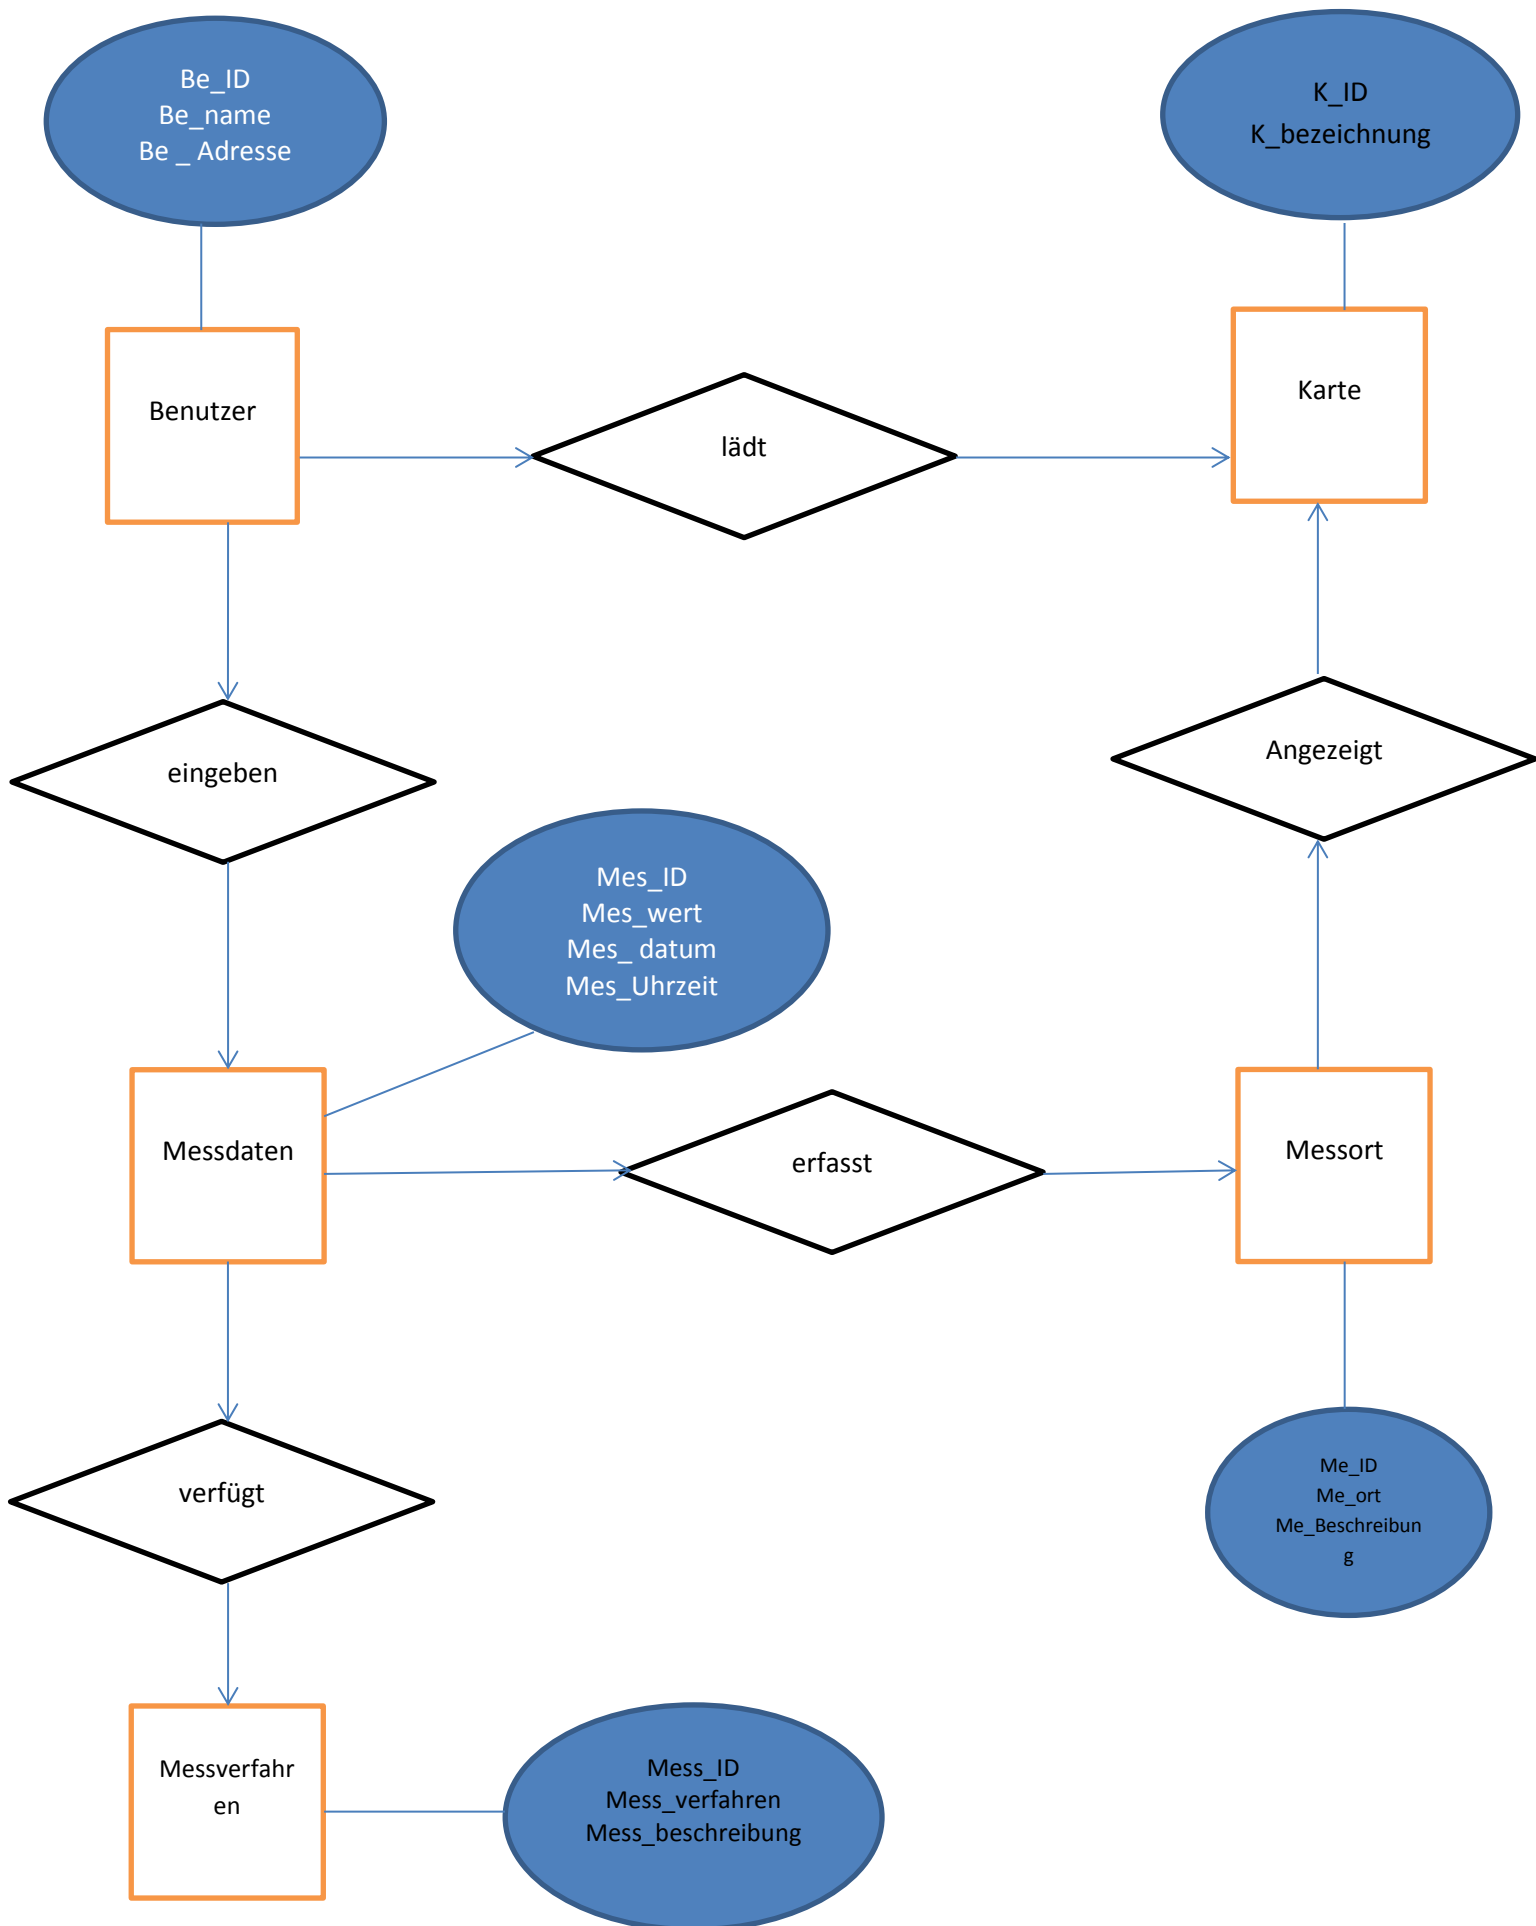 Be_ID
Be_name
Be _ Adresse
K_ID
K_bezeichnung
Benutzer
lädt
Karte
eingeben
Angezeigt
Mes_ID
Mes_wert
Mes_ datum
Mes_Uhrzeit
Messdaten
erfasst
Messort
verfügt
Me_ID
Me_ort
Me_Beschreibun
g
Messverfahr
en
Mess_ID
Mess_verfahren
Mess_beschreibung